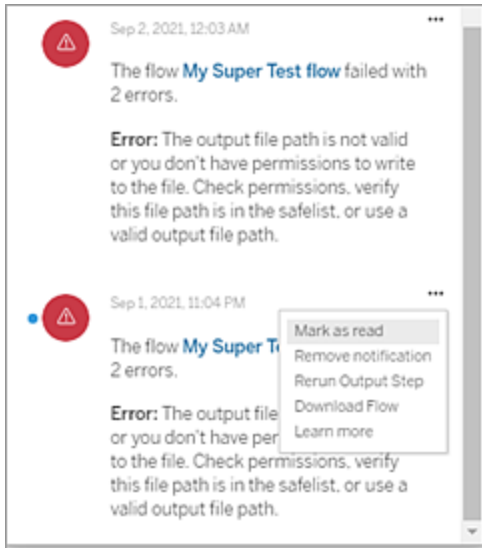 Sep 2, 2021, 12:03 AM
The flow My Super Test flow failed with
2 errors.
Error: The output file path is not valid
or you don't have permissions to write
to the file. Check permissions, verify
this file path is in the safelist, or use a
valid output file path.
Sep 1, 2021, 11:04 PM
The flow My Super Te
2 errors.
Error: The output file
or you don't have per
to the file. Check permissions, verify
this file path is in the safelist, or use a
valid output file path.
Mark as read
Remove notification
Rerun Output Step
Download Flow
Learn more